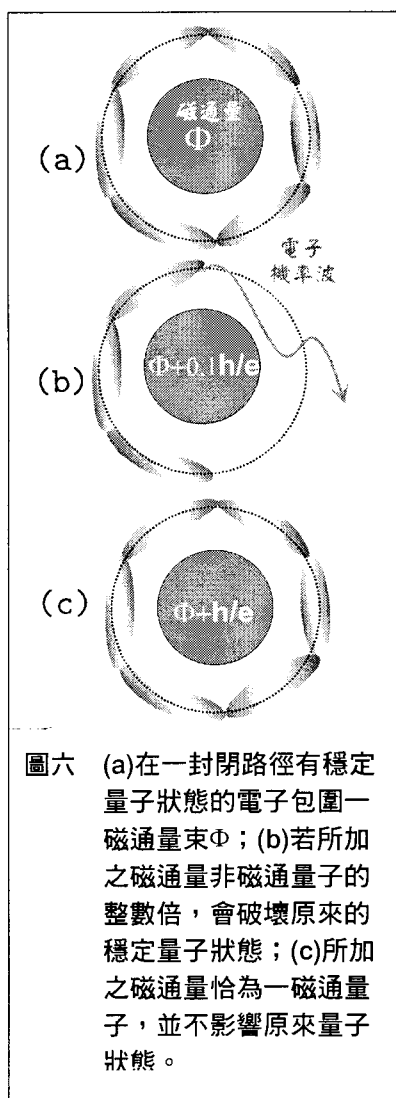 (a)
磁通量
Φ
電子
機率波
(b)
Φ+0.1h/e
(c)
Φ+h/e
圖六 (a)在一封閉路徑有穩定
量子狀態的電子包圍一
磁通量束Φ；(b)若所加
之磁通量非磁通量子的
整數倍，會破壞原來的
穩定量子狀態；(c)所加
之磁通量恰為一磁通量
子，並不影響原來量子
狀態。